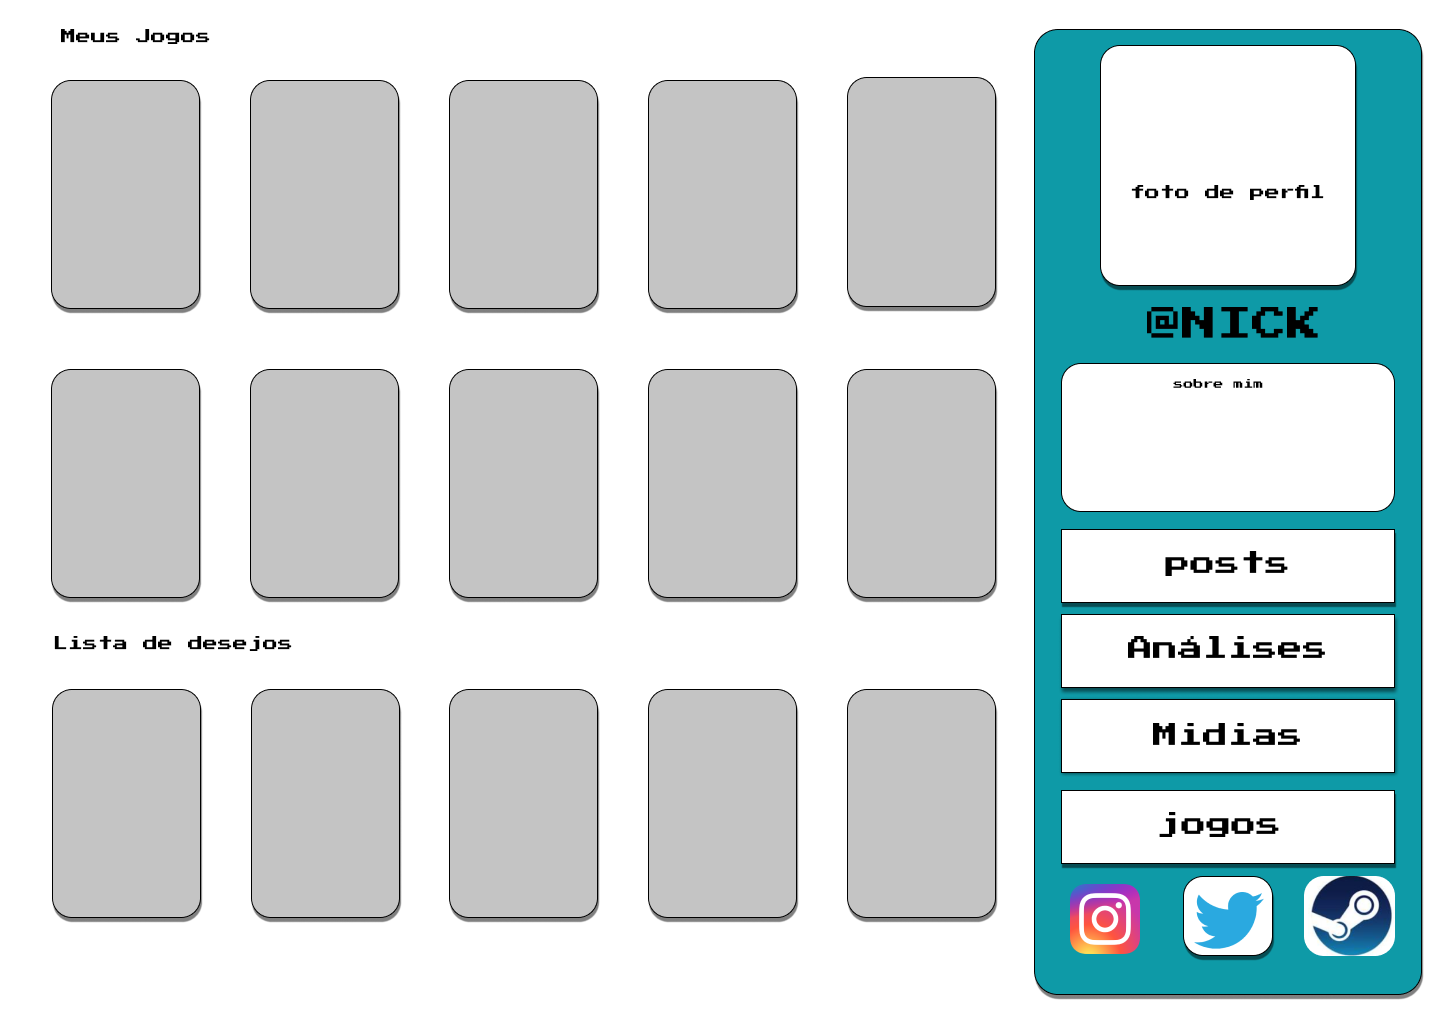 Meus Jogos
Lista de desejos
foto de perfil
@NICK
sobre mim
posts
Análises
Midias
jogos